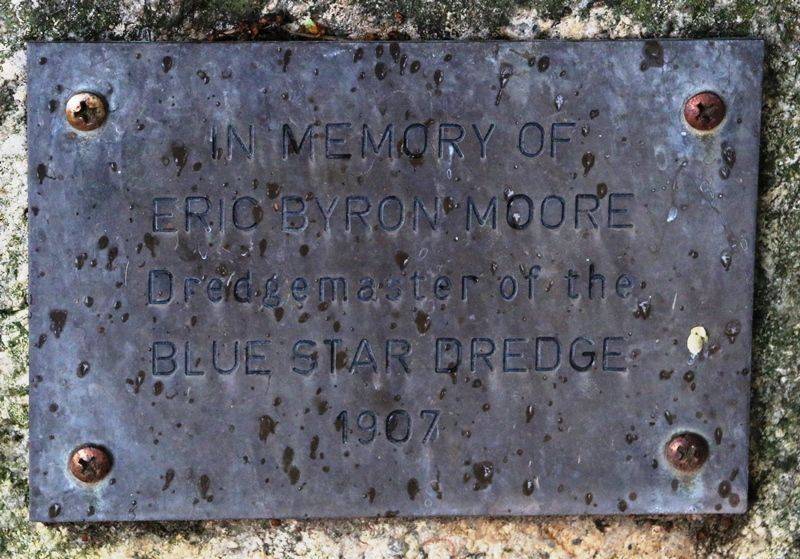 IN MEMORY OF
ERIC BYRON MOORE
Dredgemaster of the
BLUE STAR DREDGE
1907